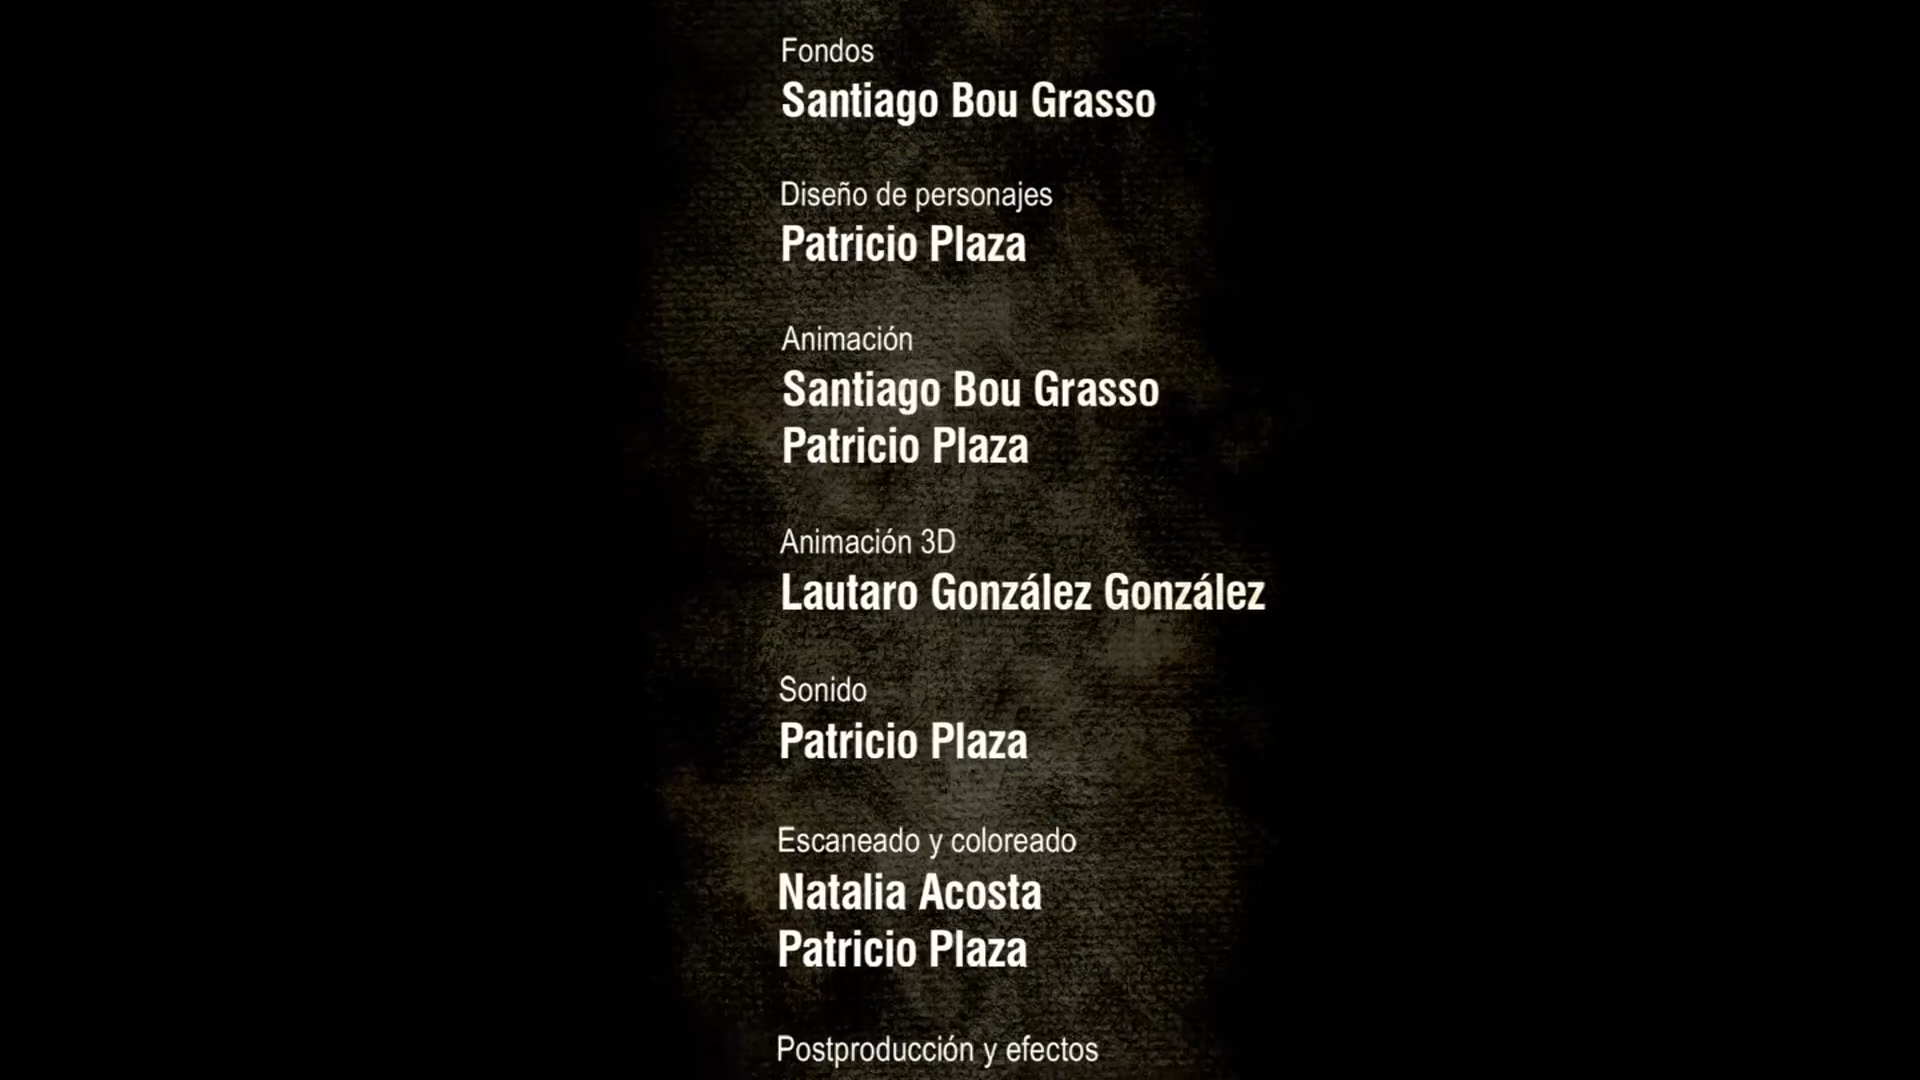 Fondos
Santiago Bou Grasso
Diseño de personajes
Patricio Plaza
Animación
Santiago Bou Grasso
Patricio Plaza
Animación 3D
Lautaro González González
Sonido
Patricio Plaza
Escaneado y coloreado
Natalia Acosta
Patricio Plaza
Postproducción y efectos